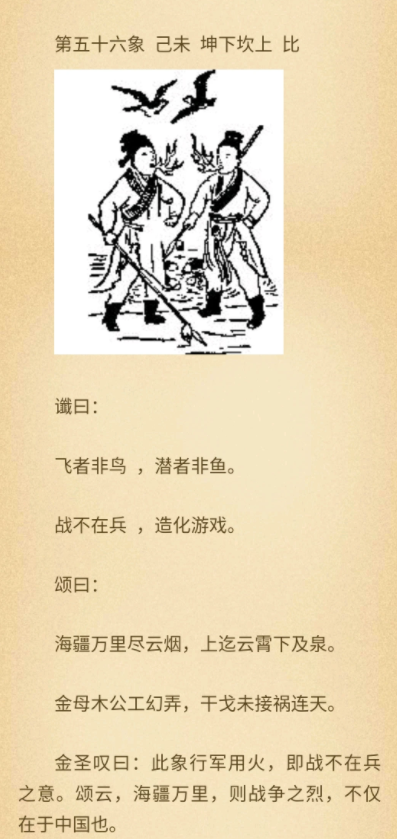 第五十六象 己未 坤下坎上 比
谶曰：
飞者非鸟 ，潜者非鱼。
战不在兵 ，造化游戏。
颂曰：
海疆万里尽云烟，上迄云霄下及泉。
金母木公工幻弄，干戈未接祸连天。
金圣叹曰：此象行军用火，即战不在兵
之意。颂云，海疆万里，则战争之烈，不仅
在于中国也。